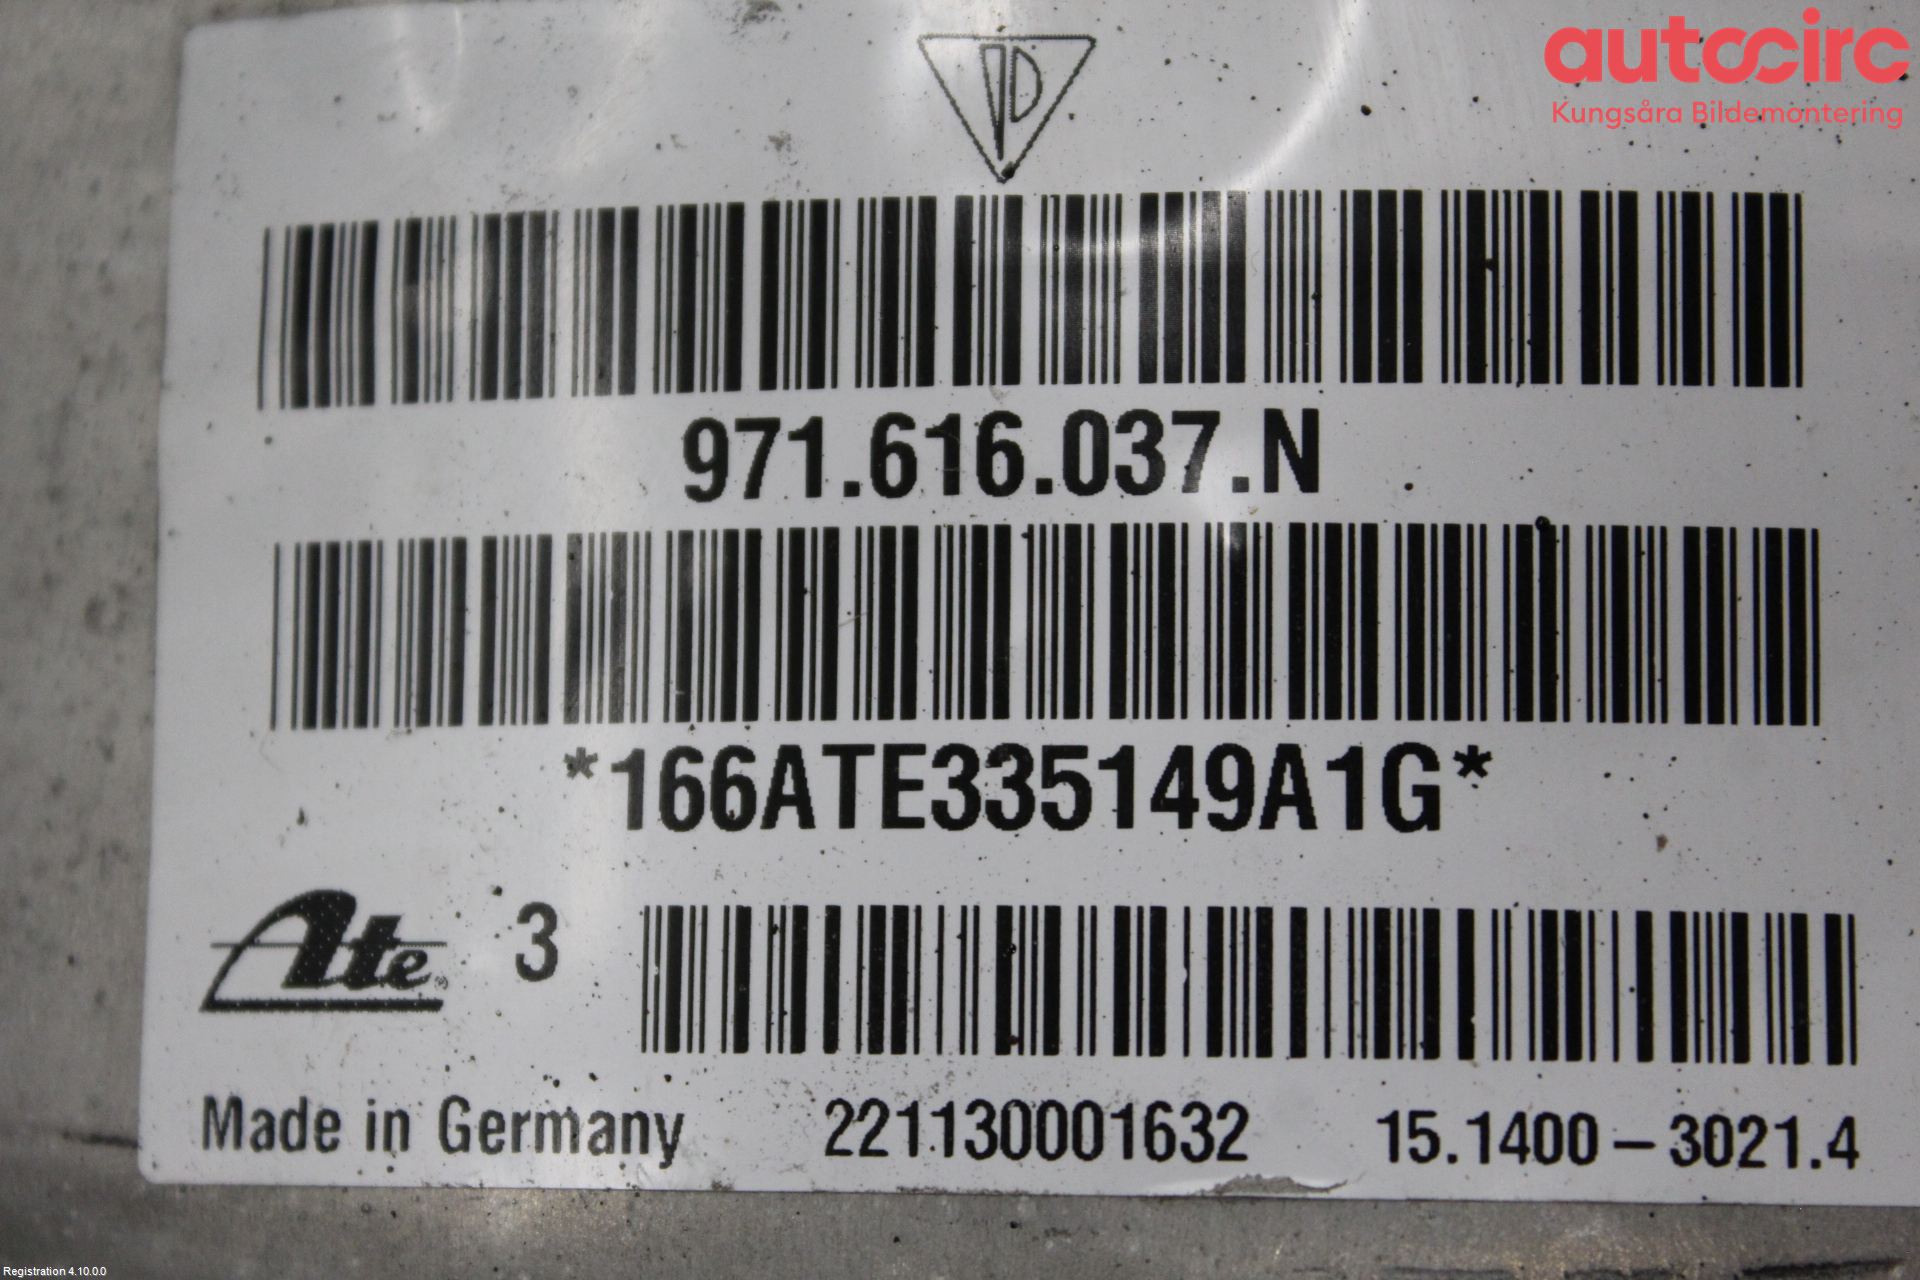 autocirc
Kungsåra Bildemontering
971.616.037.N
*166ATE335149A1G*
Ate 3
Made in Germany 221130001632 15.1400-3021.4
Registration 4.10.0.0